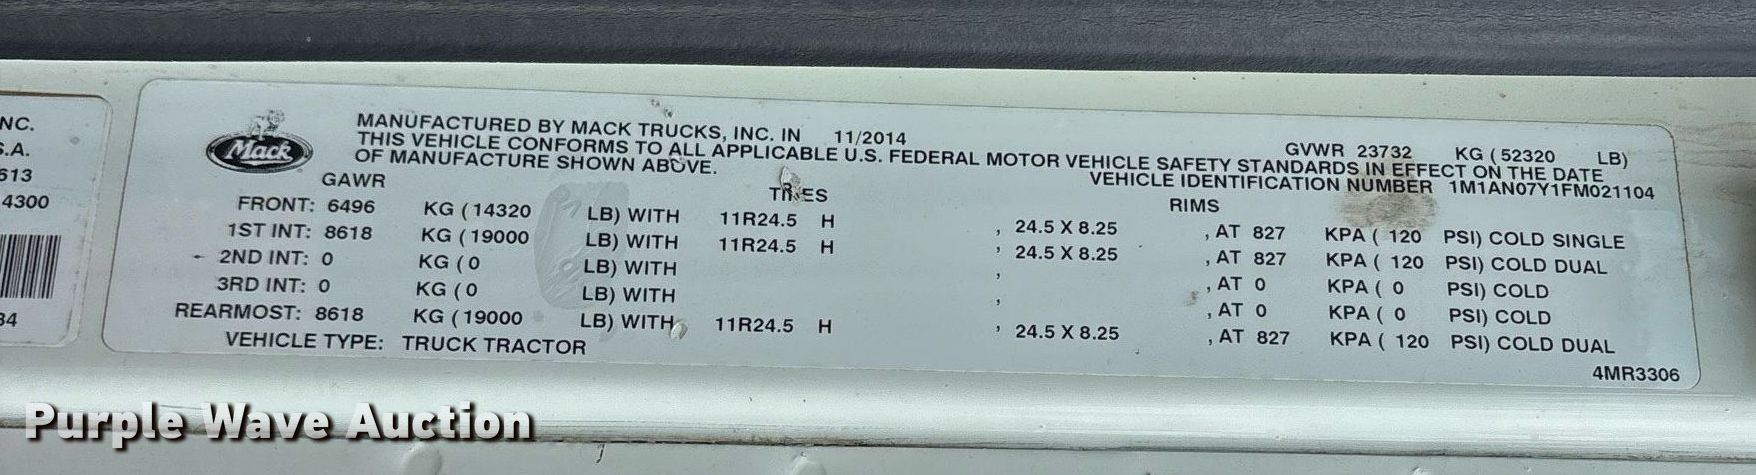 NC.
S.A.
613
4300
34
Mack
MANUFACTURED BY MACK TRUCKS, INC. IN 11/2014
THIS VEHICLE CONFORMS TO ALL APPLICABLE U.S. FEDERAL MOTOR VEHICLE SAFETY STANDARDS IN EFFECT ON THE DATE
OF MANUFACTURE SHOWN ABOVE.
GVWR 23732 KG (52320 LB)
VEHICLE IDENTIFICATION NUMBER 1M1AN07Y1FM021104
GAWR TIRES RIMS
FRONT: 6496 KG (14320 LB) WITH 11R24.5 H , 24.5 X 8.25 , AT 827 KPA ( 120 PSI) COLD SINGLE
1ST INT: 8618 KG (19000 LB) WITH 11R24.5 H , 24.5 X 8.25 , AT 827 KPA ( 120 PSI) COLD DUAL
2ND INT: 0 KG (0 LB) WITH , , AT 0 KPA ( 0 PSI) COLD
3RD INT: 0 KG (0 LB) WITH , , AT 0 KPA ( 0 PSI) COLD
REARMOST: 8618 KG (19000 LB) WITH 11R24.5 H , 24.5 X 8.25 , AT 827 KPA ( 120 PSI) COLD DUAL
VEHICLE TYPE: TRUCK TRACTOR
4MR3306
Purple Wave Auction